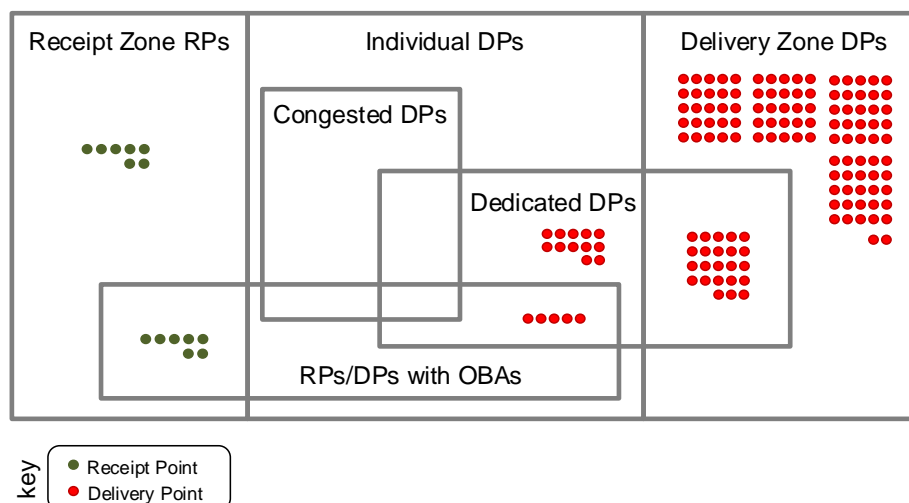 Receipt Zone RPs
Individual DPs
Delivery Zone DPs
Congested DPs
Dedicated DPs
RPs/DPs with OBAs
key
Receipt Point
Delivery Point